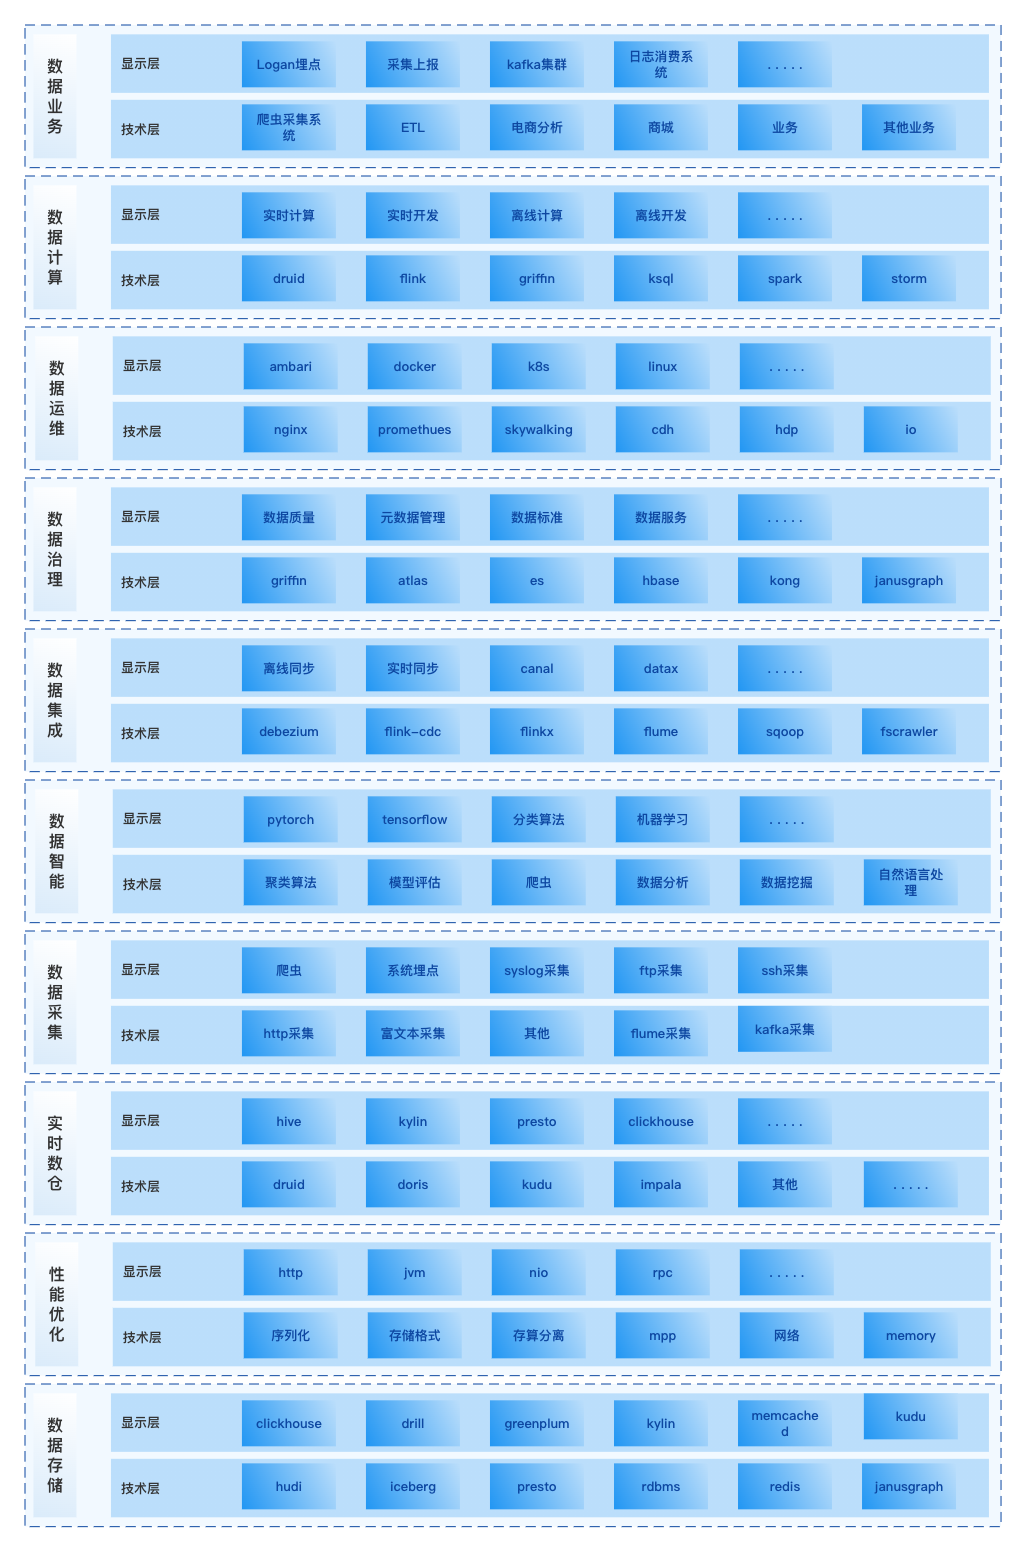 数据业务
显示层
Logan埋点
采集上报
kafka集群
日志消费系
统
.....
技术层
爬虫采集系
统
ETL
电商分析
商城
业务
其他业务
数据计算
显示层
实时计算
实时开发
离线计算
离线开发
.....
技术层
druid
flink
griffin
ksql
spark
storm
数据运维
显示层
ambari
docker
k8s
linux
.....
技术层
nginx
promethues
skywalking
cdh
hdp
io
数据治理
显示层
数据质量
元数据管理
数据标准
数据服务
.....
技术层
griffin
atlas
es
hbase
kong
janusgraph
数据集成
显示层
离线同步
实时同步
canal
datax
.....
技术层
debezium
flink-cdc
flinkx
flume
sqoop
fscrawler
数据智能
显示层
pytorch
tensorflow
分类算法
机器学习
.....
技术层
聚类算法
模型评估
爬虫
数据分析
数据挖掘
自然语言处
理
数据采集
显示层
爬虫
系统埋点
syslog采集
ftp采集
ssh采集
技术层
http采集
富文本采集
其他
flume采集
kafka采集
实时数仓
显示层
hive
kylin
presto
clickhouse
.....
技术层
druid
doris
kudu
impala
其他
.....
性能优化
显示层
http
jvm
nio
rpc
.....
技术层
序列化
存储格式
存算分离
mpp
网络
memory
数据存储
显示层
clickhouse
drill
greenplum
kylin
memcache
d
kudu
技术层
hudi
iceberg
presto
rdbms
redis
janusgraph